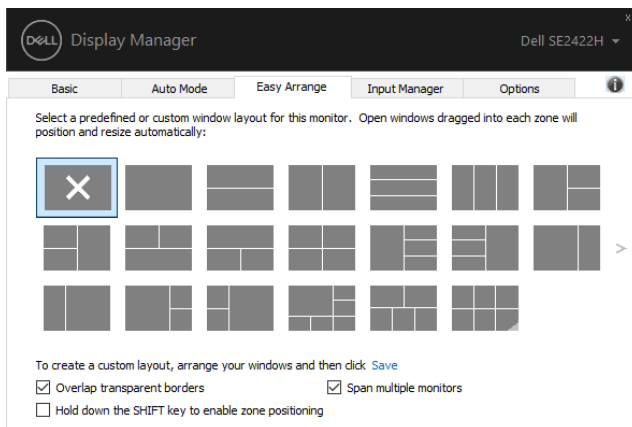 DELL Display Manager
Dell SE2422H
Basic Auto Mode Easy Arrange Input Manager Options
Select a predefined or custom window layout for this monitor. Open windows dragged into each zone will
position and resize automatically:
To create a custom layout, arrange your windows and then click Save
Overlap transparent borders Span multiple monitors
Hold down the SHIFT key to enable zone positioning